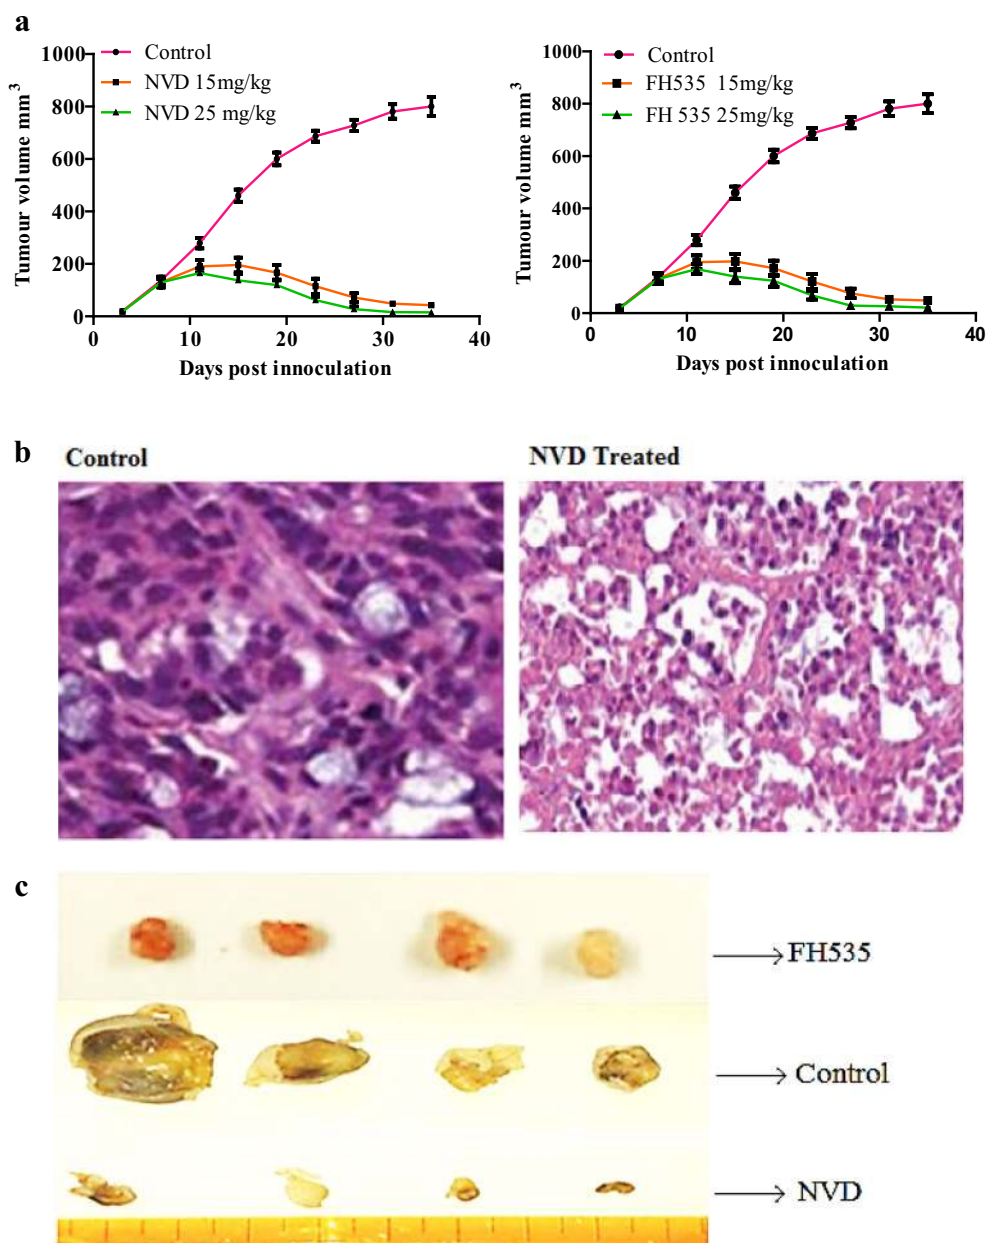 a
Control
NVD 15mg/kg
NVD 25 mg/kg
1000
800
600
400
200
0
Tumour volume mm3
0 10 20 30 40
Days post innoculation
Control
FH535 15mg/kg
FH 535 25mg/kg
1000
800
600
400
200
0
Tumour volume mm3
0 10 20 30 40
Days post innoculation
b
Control
NVD Treated
c
FH535
Control
NVD